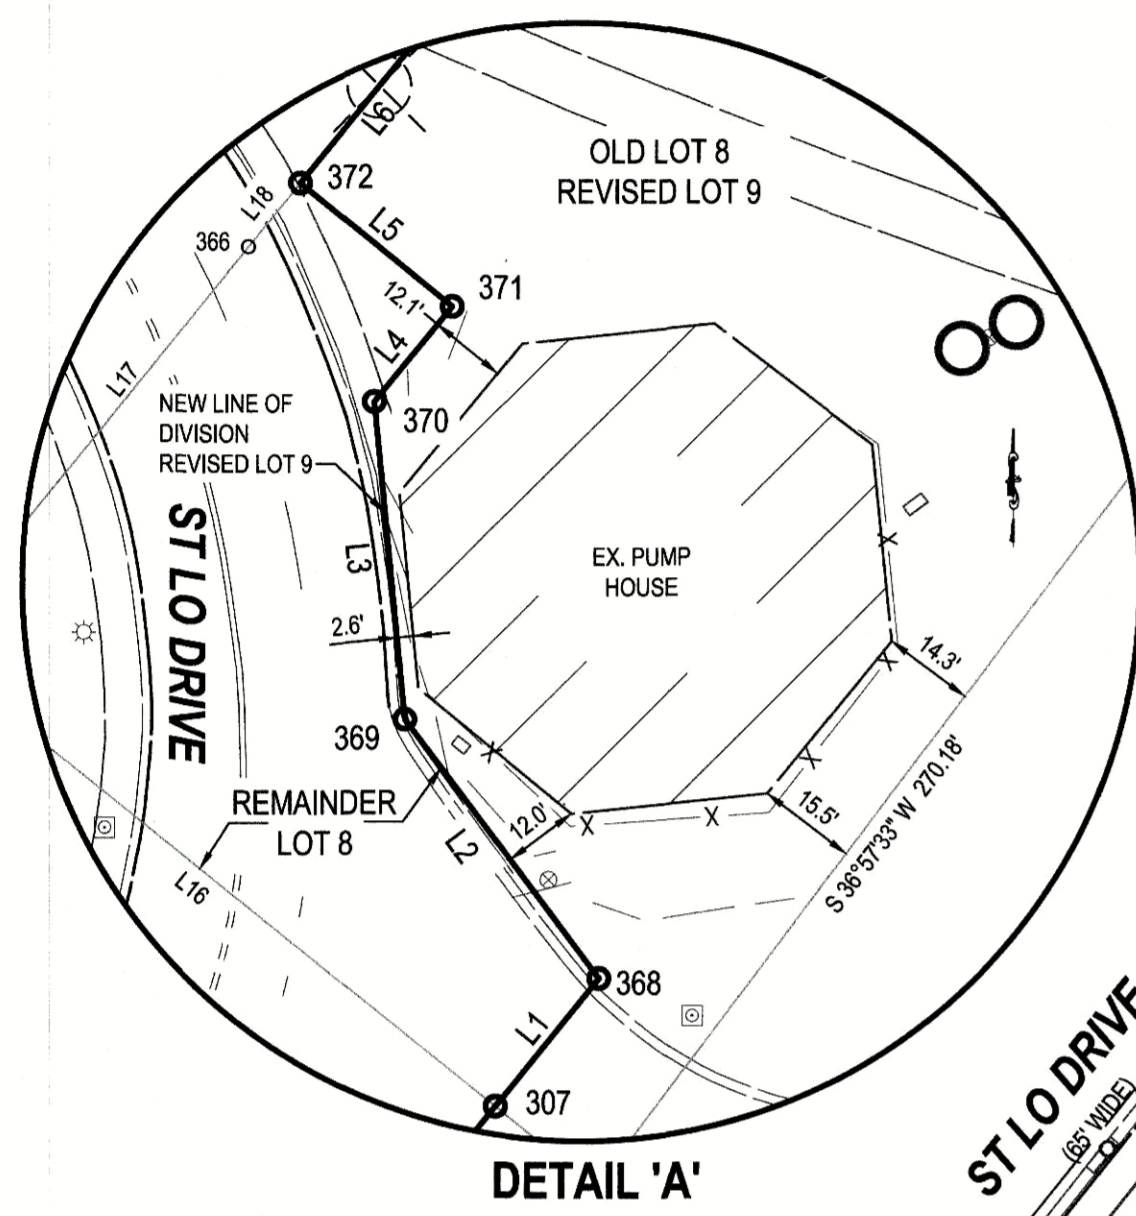 L6
OLD LOT 8
REVISED LOT 9
372
L18
366
L5
371
12.1'
L4
L17
370
NEW LINE OF
DIVISION
REVISED LOT 9
ST LO DRIVE
L3
EX. PUMP
HOUSE
2.6'
14.3'
369
REMAINDER
LOT 8
L2
12.0'
15.5'
S 36°57'33" W 270.18'
L16
368
L1
307
ST LO DRIVE
(65' WIDE)
DETAIL 'A'